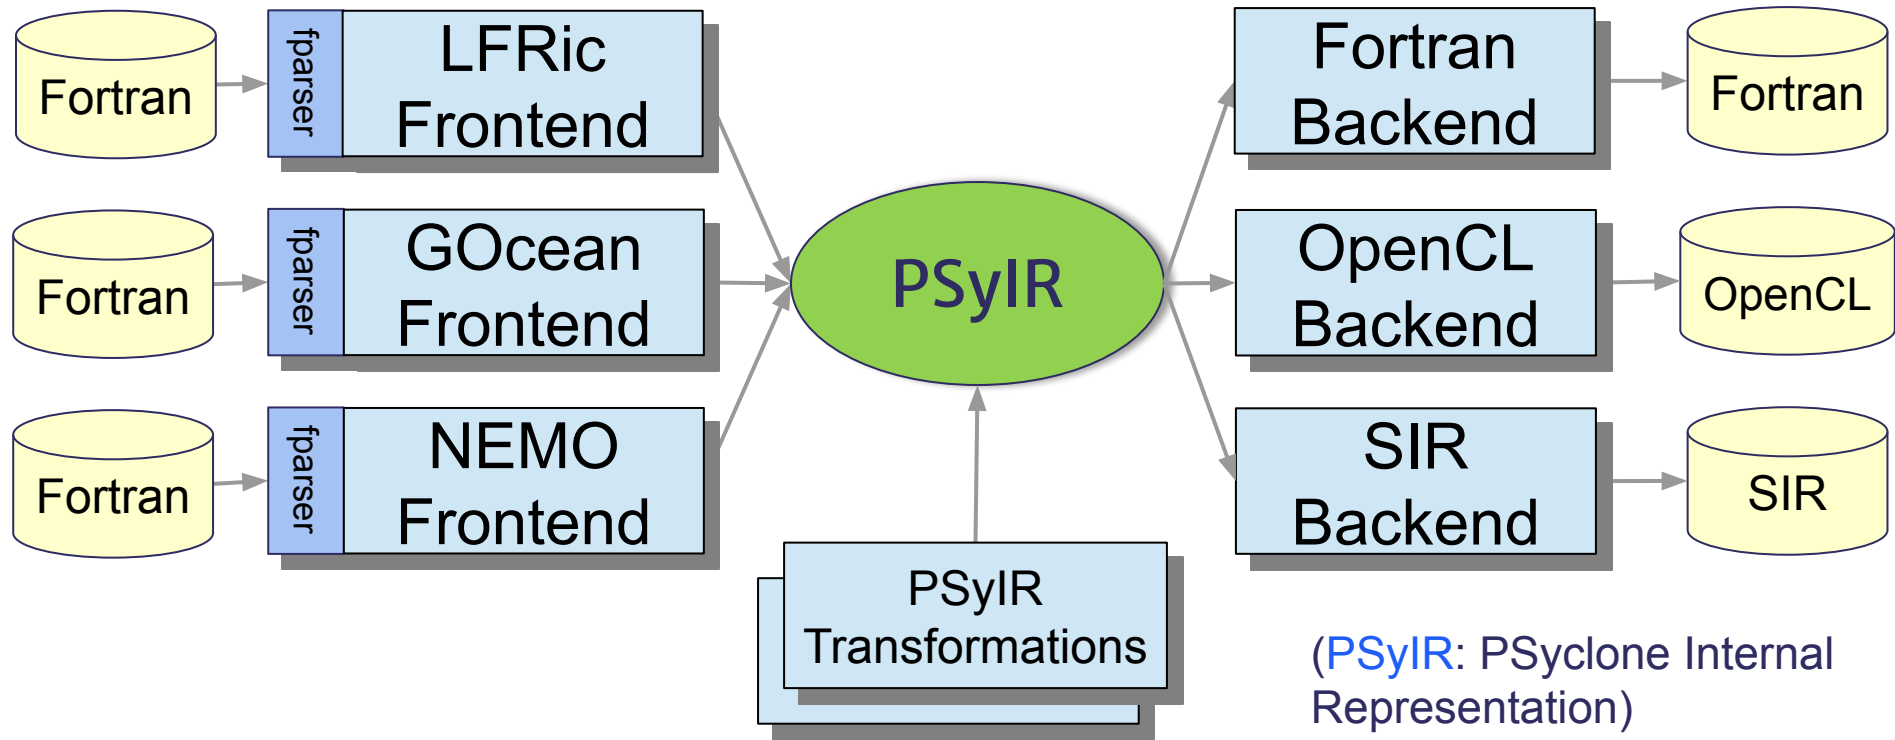 Fortran
fparser
LFRic
Frontend
Fortran
fparser
GOcean
Frontend
Fortran
fparser
NEMO
Frontend
PSyIR
PSyIR
Transformations
Fortran
Backend
Fortran
OpenCL
Backend
OpenCL
SIR
Backend
SIR
(PSyIR: PSyclone Internal
Representation)